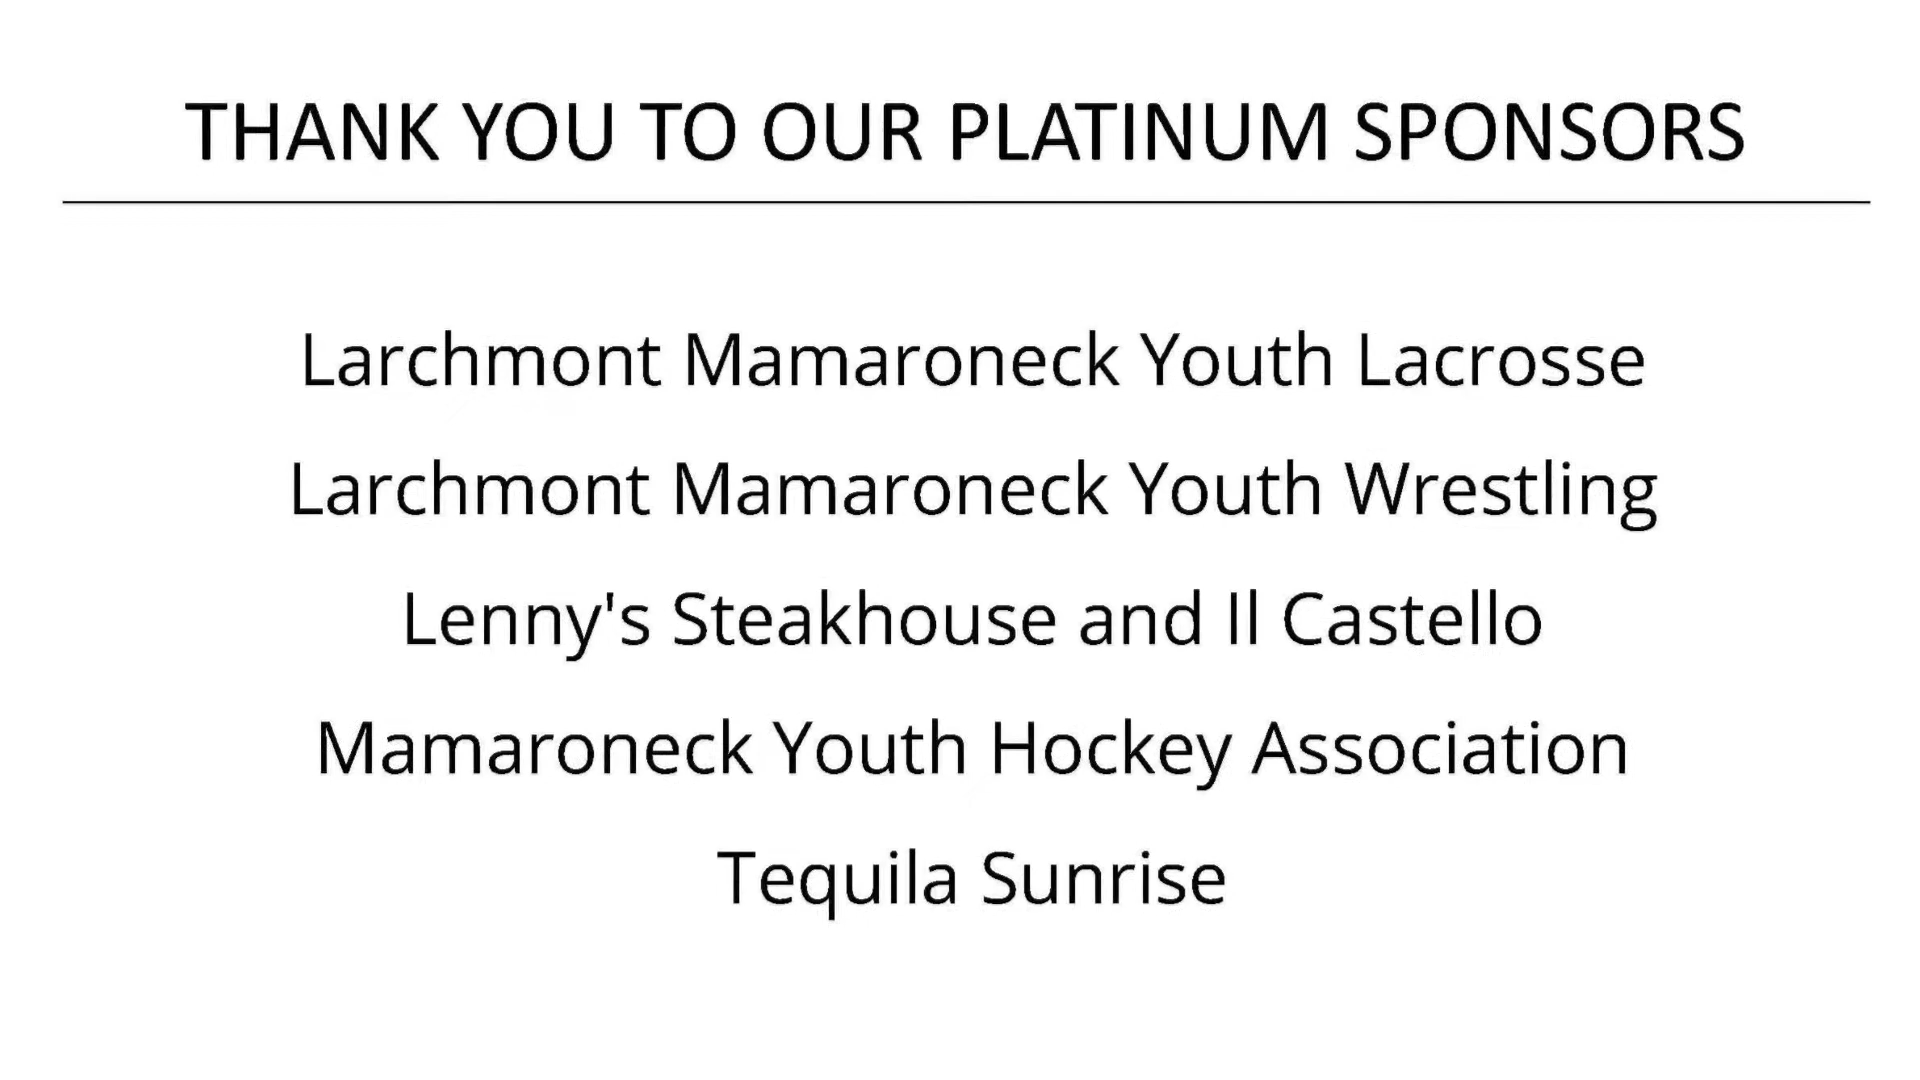 THANK YOU TO OUR PLATINUM SPONSORS
Larchmont Mamaroneck Youth Lacrosse
Larchmont Mamaroneck Youth Wrestling
Lenny's Steakhouse and Il Castello
Mamaroneck Youth Hockey Association
Tequila Sunrise